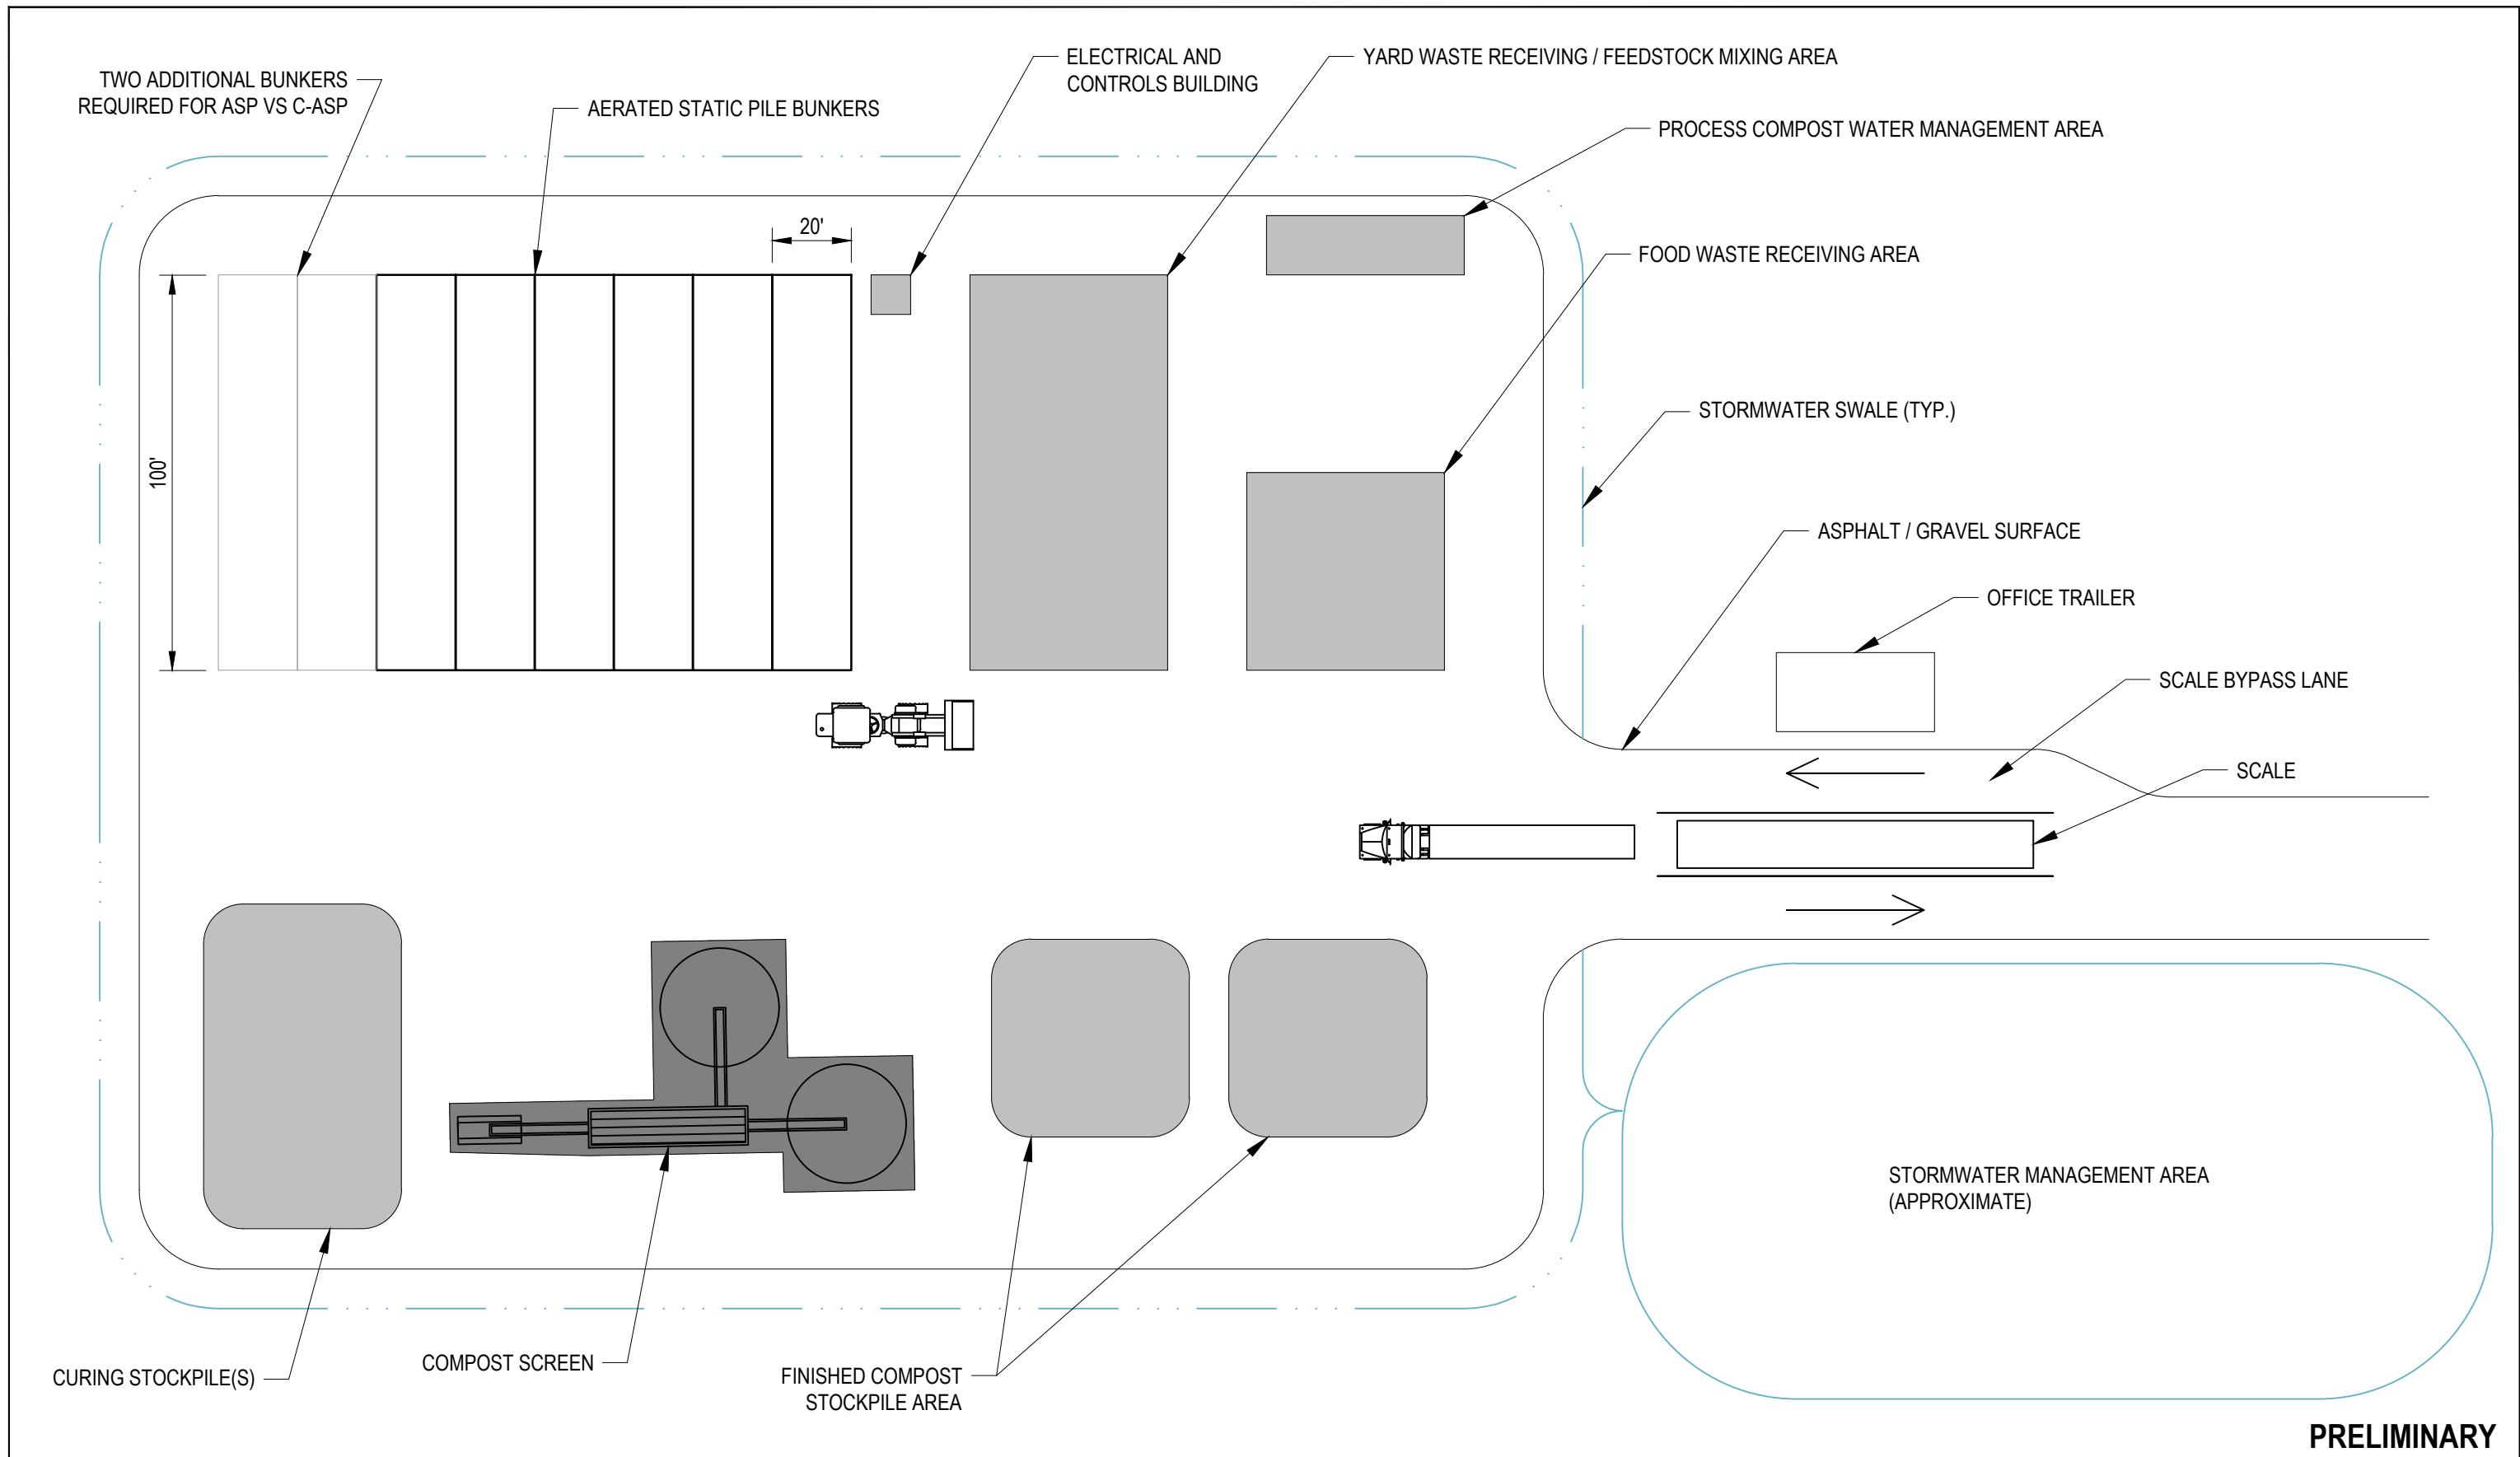 TWO ADDITIONAL BUNKERS
REQUIRED FOR ASP VS C-ASP
AERATED STATIC PILE BUNKERS
ELECTRICAL AND
CONTROLS BUILDING
YARD WASTE RECEIVING / FEEDSTOCK MIXING AREA
PROCESS COMPOST WATER MANAGEMENT AREA
20'
FOOD WASTE RECEIVING AREA
100'
STORMWATER SWALE (TYP.)
ASPHALT / GRAVEL SURFACE
OFFICE TRAILER
SCALE BYPASS LANE
SCALE
STORMWATER MANAGEMENT AREA
(APPROXIMATE)
CURING STOCKPILE(S)
COMPOST SCREEN
FINISHED COMPOST
STOCKPILE AREA
PRELIMINARY